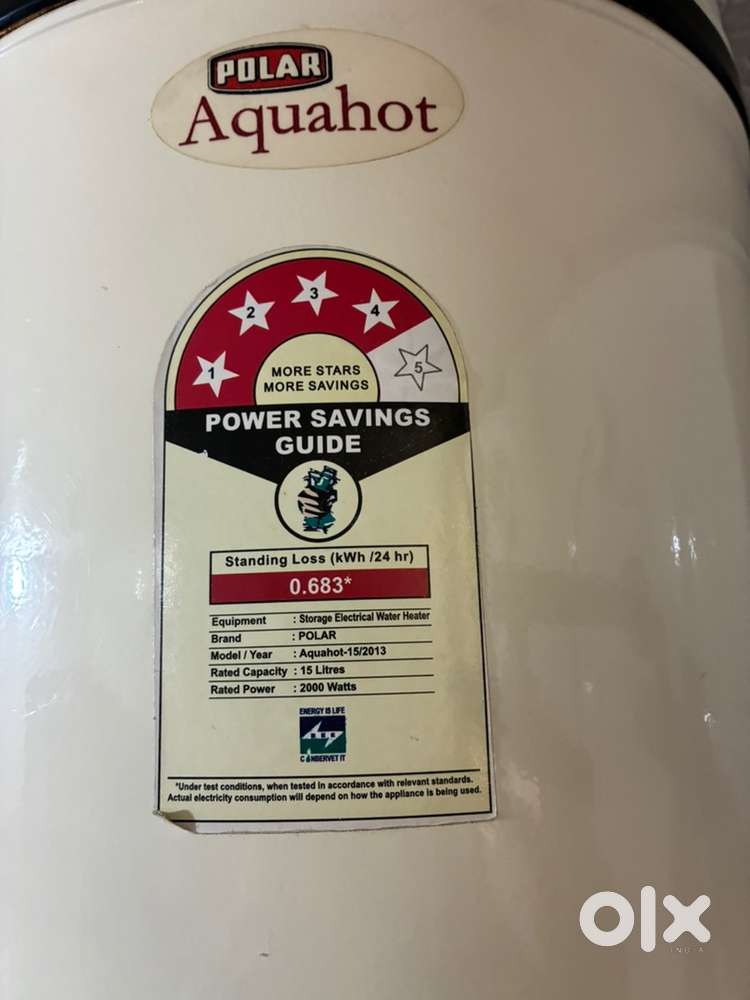 POLAR
Aquahot
1 2 3 4 5
MORE STARS
MORE SAVINGS
POWER SAVINGS
GUIDE
Standing Loss (kWh /24 hr)
0.683*
Equipment : Storage Electrical Water Heater
Brand : POLAR
Model / Year : Aquahot-15/2013
Rated Capacity : 15 Litres
Rated Power : 2000 Watts
ENERGY IS LIFE
CONSERVE IT
*Under test conditions, when tested in accordance with relevant standards.
Actual electricity consumption will depend on how the appliance is being used.
olx
INDIA